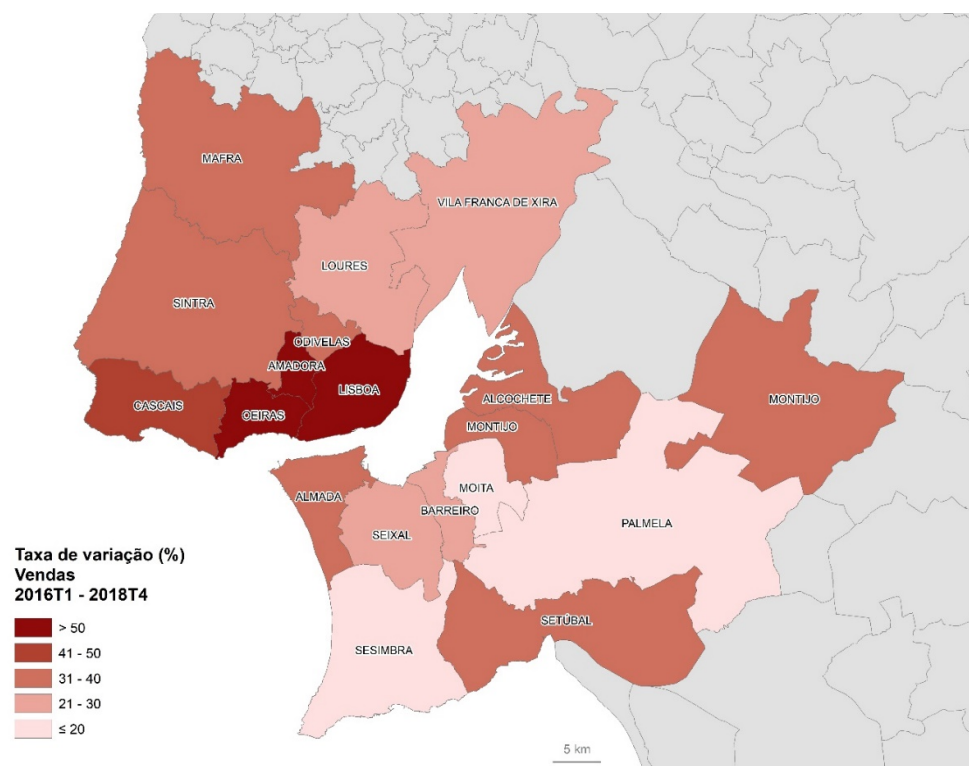 MAFRA
VILA FRANCA DE XIRA
LOURES
SINTRA
ODIVELAS
AMADORA
LISBOA
CASCAIS
OEIRAS
ALCOCHETE
MONTIJO
MONTIJO
MOITA
ALMADA
BARREIRO
SEIXAL
PALMELA
SETÚBAL
SESIMBRA
Taxa de variação (%)
Vendas
2016T1 - 2018T4
> 50
41 - 50
31 - 40
21 - 30
≤ 20
5 km